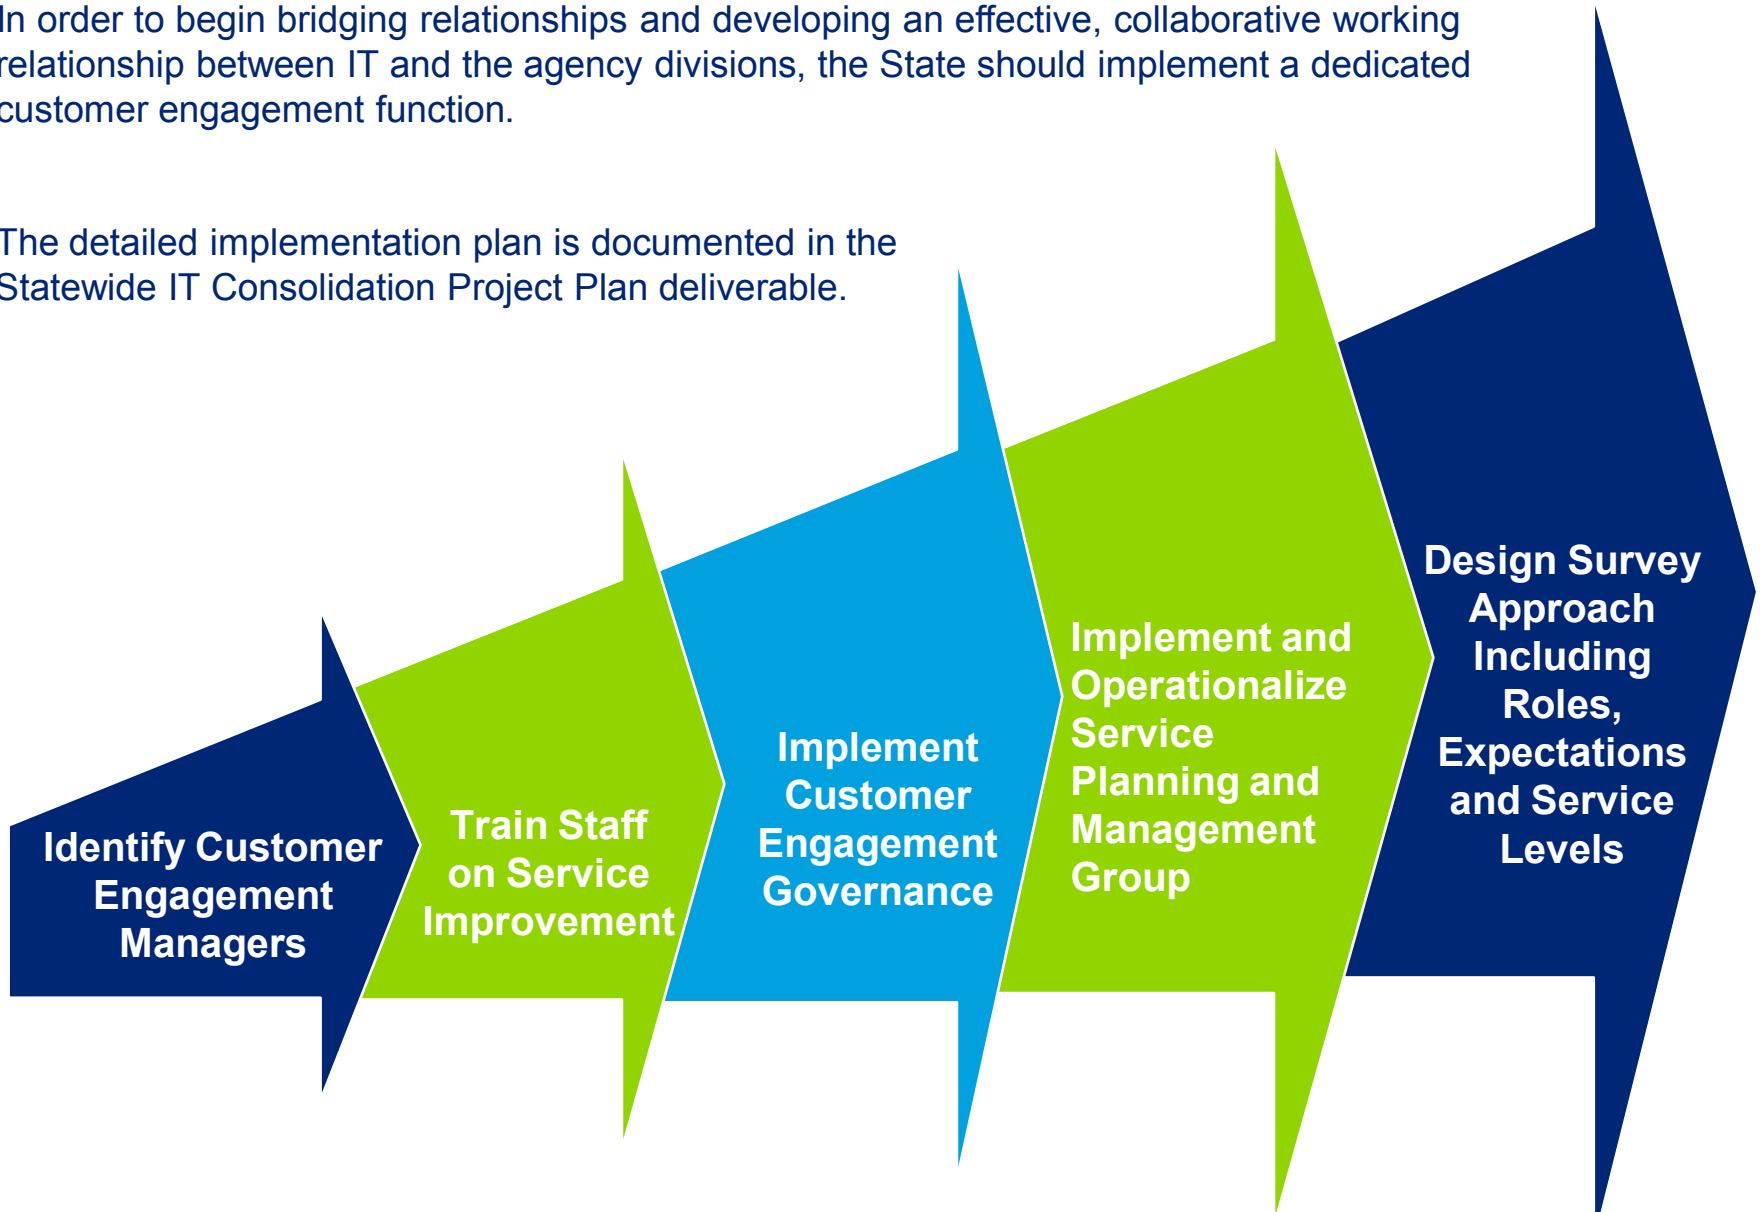 In order to begin bridging relationships and developing an effective, collaborative working
relationship between IT and the agency divisions, the State should implement a dedicated
customer engagement function.
The detailed implementation plan is documented in the
Statewide IT Consolidation Project Plan deliverable.
Identify Customer
Engagement
Managers
Train Staff
on Service
Improvement
Implement
Customer
Engagement
Governance
Implement and
Operationalize
Service
Planning and
Management
Group
Design Survey
Approach
Including
Roles,
Expectations
and Service
Levels